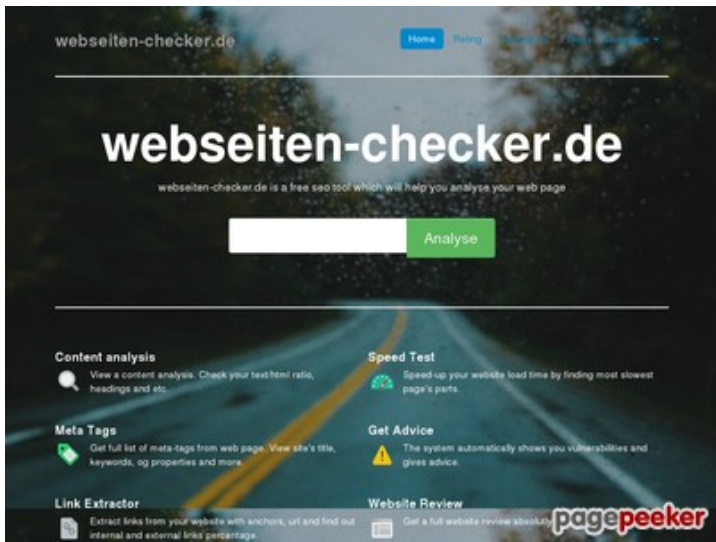 webseiten-checker.de
Home Rating
webseiten-checker.de
webseiten-checker.de is a free seo tool which will help you analyse your web page
Analyse
Content analysis
View a content analysis. Check your text/html ratio,
headings and etc.
Speed Test
Speed-up your website load time by finding most slowest
page's parts.
Meta Tags
Get full list of meta-tags from web page. View site's title,
keywords, og properties and more.
Get Advice
The system automatically shows you vulnerabilities and
gives advice.
Link Extractor
Extract links from your website with anchors, url and find out
internal and external links percentage.
Website Review
Get a full website review
pagepeeker